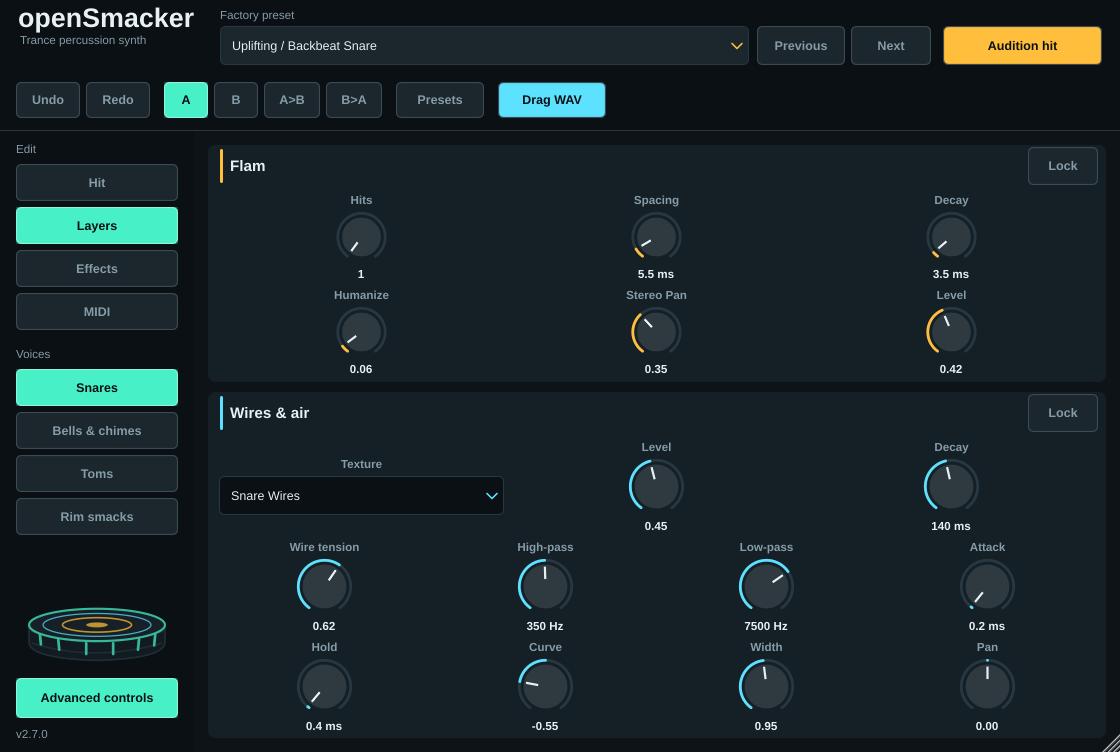 openSmacker
Trance percussion synth
Factory preset
Uplifting / Backbeat Snare
Previous
Next
Audition hit
Undo
Redo
A
B
A>B
B>A
Presets
Drag WAV
Edit
Hit
Layers
Effects
MIDI
Voices
Snares
Bells & chimes
Toms
Rim smacks
Advanced controls
v2.7.0
Flam
Lock
Hits
Spacing
Decay
1
5.5 ms
3.5 ms
Humanize
Stereo Pan
Level
0.06
0.35
0.42
Wires & air
Lock
Texture
Snare Wires
Level
Decay
0.45
140 ms
Wire tension
High-pass
Low-pass
Attack
0.62
350 Hz
7500 Hz
0.2 ms
Hold
Curve
Width
Pan
0.4 ms
-0.55
0.95
0.00